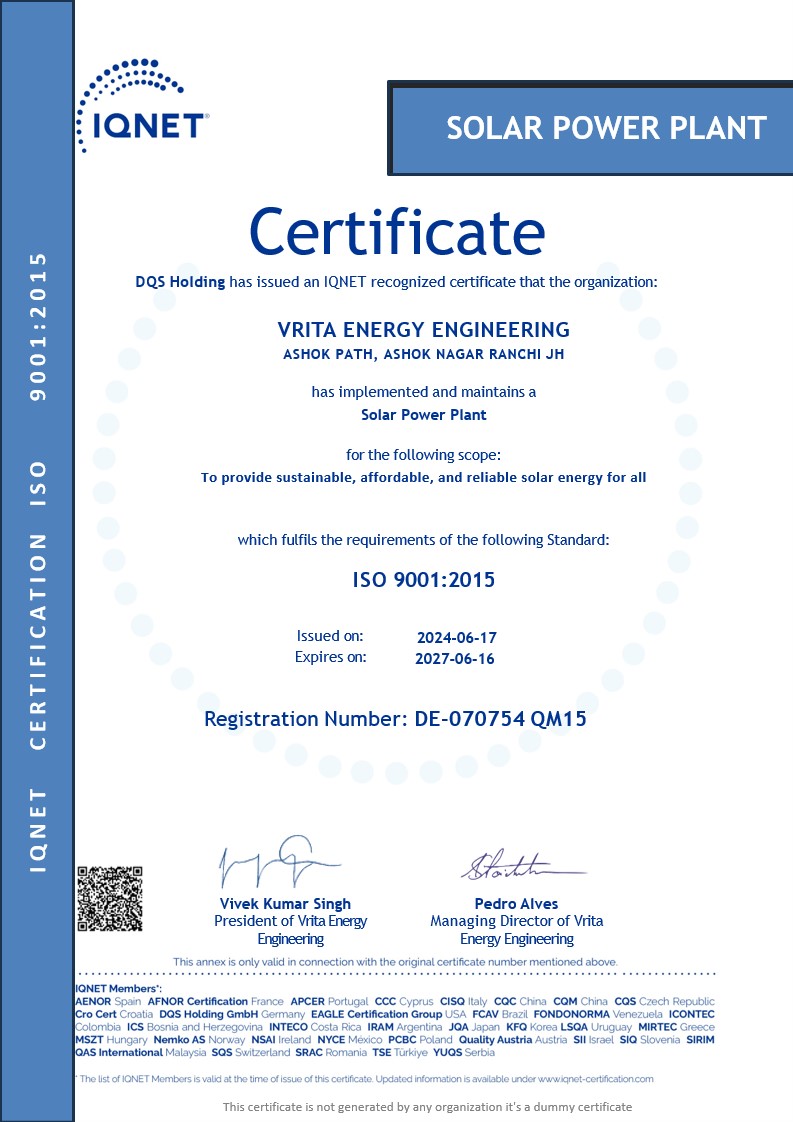 IQNET®
SOLAR POWER PLANT
Certificate
DQS Holding has issued an IQNET recognized certificate that the organization:
VRITA ENERGY ENGINEERING
ASHOK PATH, ASHOK NAGAR RANCHI JH
has implemented and maintains a
Solar Power Plant
for the following scope:
To provide sustainable, affordable, and reliable solar energy for all
which fulfils the requirements of the following Standard:
ISO 9001:2015
Issued on: 2024-06-17
Expires on: 2027-06-16
Registration Number: DE-070754 QM15
IQNET CERTIFICATION ISO 9001:2015
Vivek Kumar Singh
President of Vrita Energy
Engineering
Pedro Alves
Managing Director of Vrita
Energy Engineering
This annex is only valid in connection with the original certificate number mentioned above.
IQNET Members*:
AENOR Spain AFNOR Certification France APCER Portugal CCC Cyprus CISQ Italy CQC China CQM China CQS Czech Republic
Cro Cert Croatia DQS Holding GmbH Germany EAGLE Certification Group USA FCAV Brazil FONDONORMA Venezuela ICONTEC
Colombia ICS Bosnia and Herzegovina INTECO Costa Rica IRAM Argentina JQA Japan KFQ Korea LSQA Uruguay MIRTEC Greece
MSZT Hungary Nemko AS Norway NSAI Ireland NYCE México PCBC Poland Quality Austria Austria SII Israel SIQ Slovenia SIRIM
QAS International Malaysia SQS Switzerland SRAC Romania TSE Türkiye YUQS Serbia
* The list of IQNET Members is valid at the time of issue of this certificate. Updated information is available under www.iqnet-certification.com
This certificate is not generated by any organization it's a dummy certificate